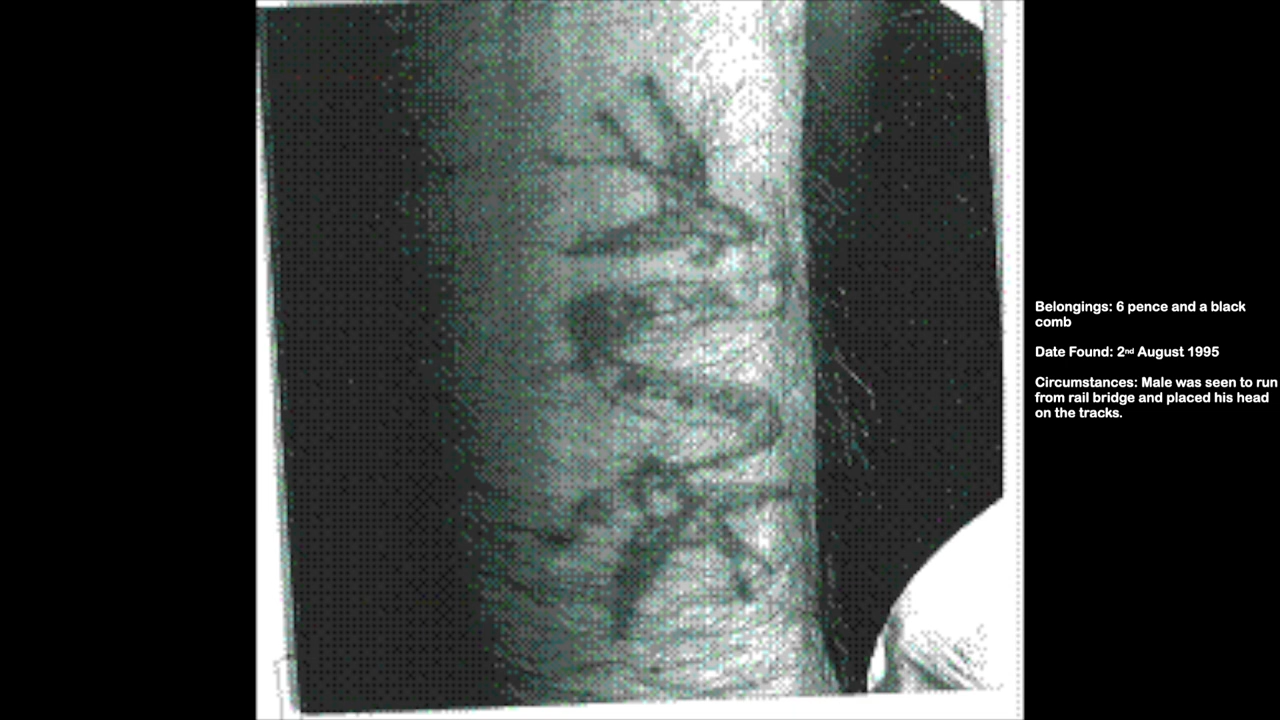 Belongings: 6 pence and a black
comb
Date Found: 2nd August 1995
Circumstances: Male was seen to run
from rail bridge and placed his head
on the tracks.